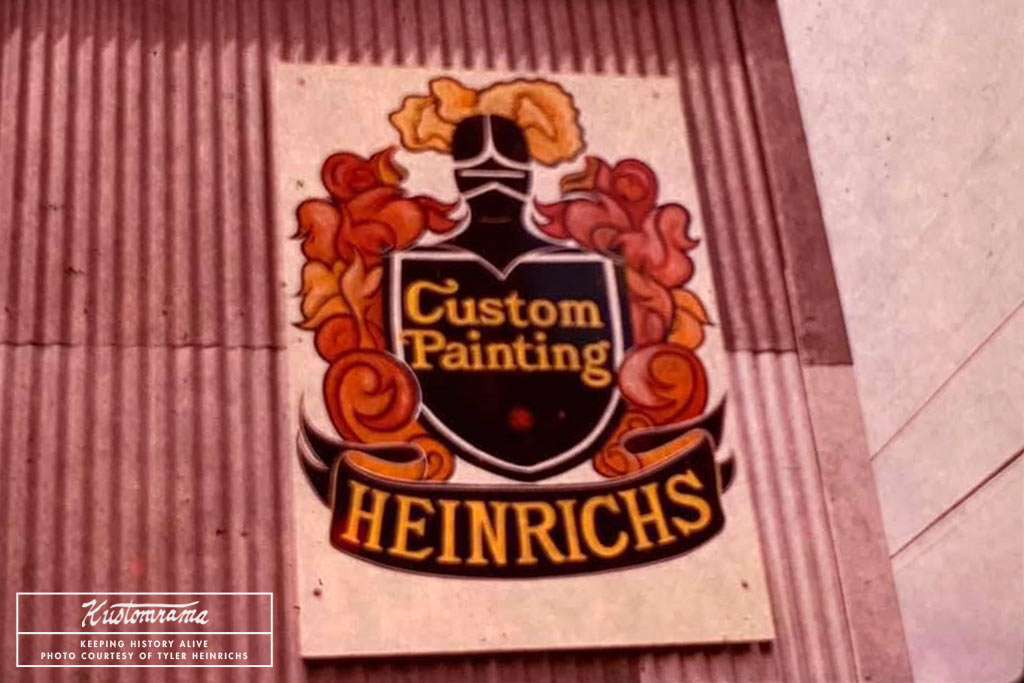 Custom
Painting
HEINRICHS
Kustomrama
KEEPING HISTORY ALIVE
PHOTO COURTESY OF TYLER HEINRICHS